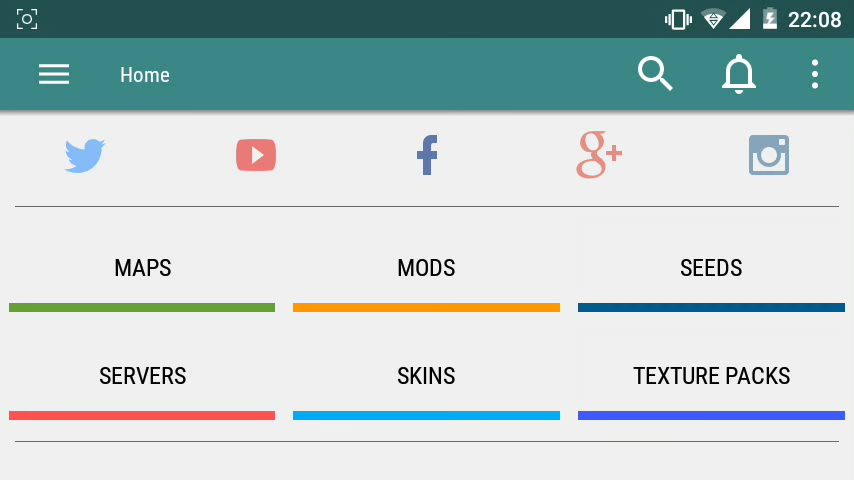 22:08
Home
g+
MAPS MODS SEEDS
SERVERS SKINS TEXTURE PACKS